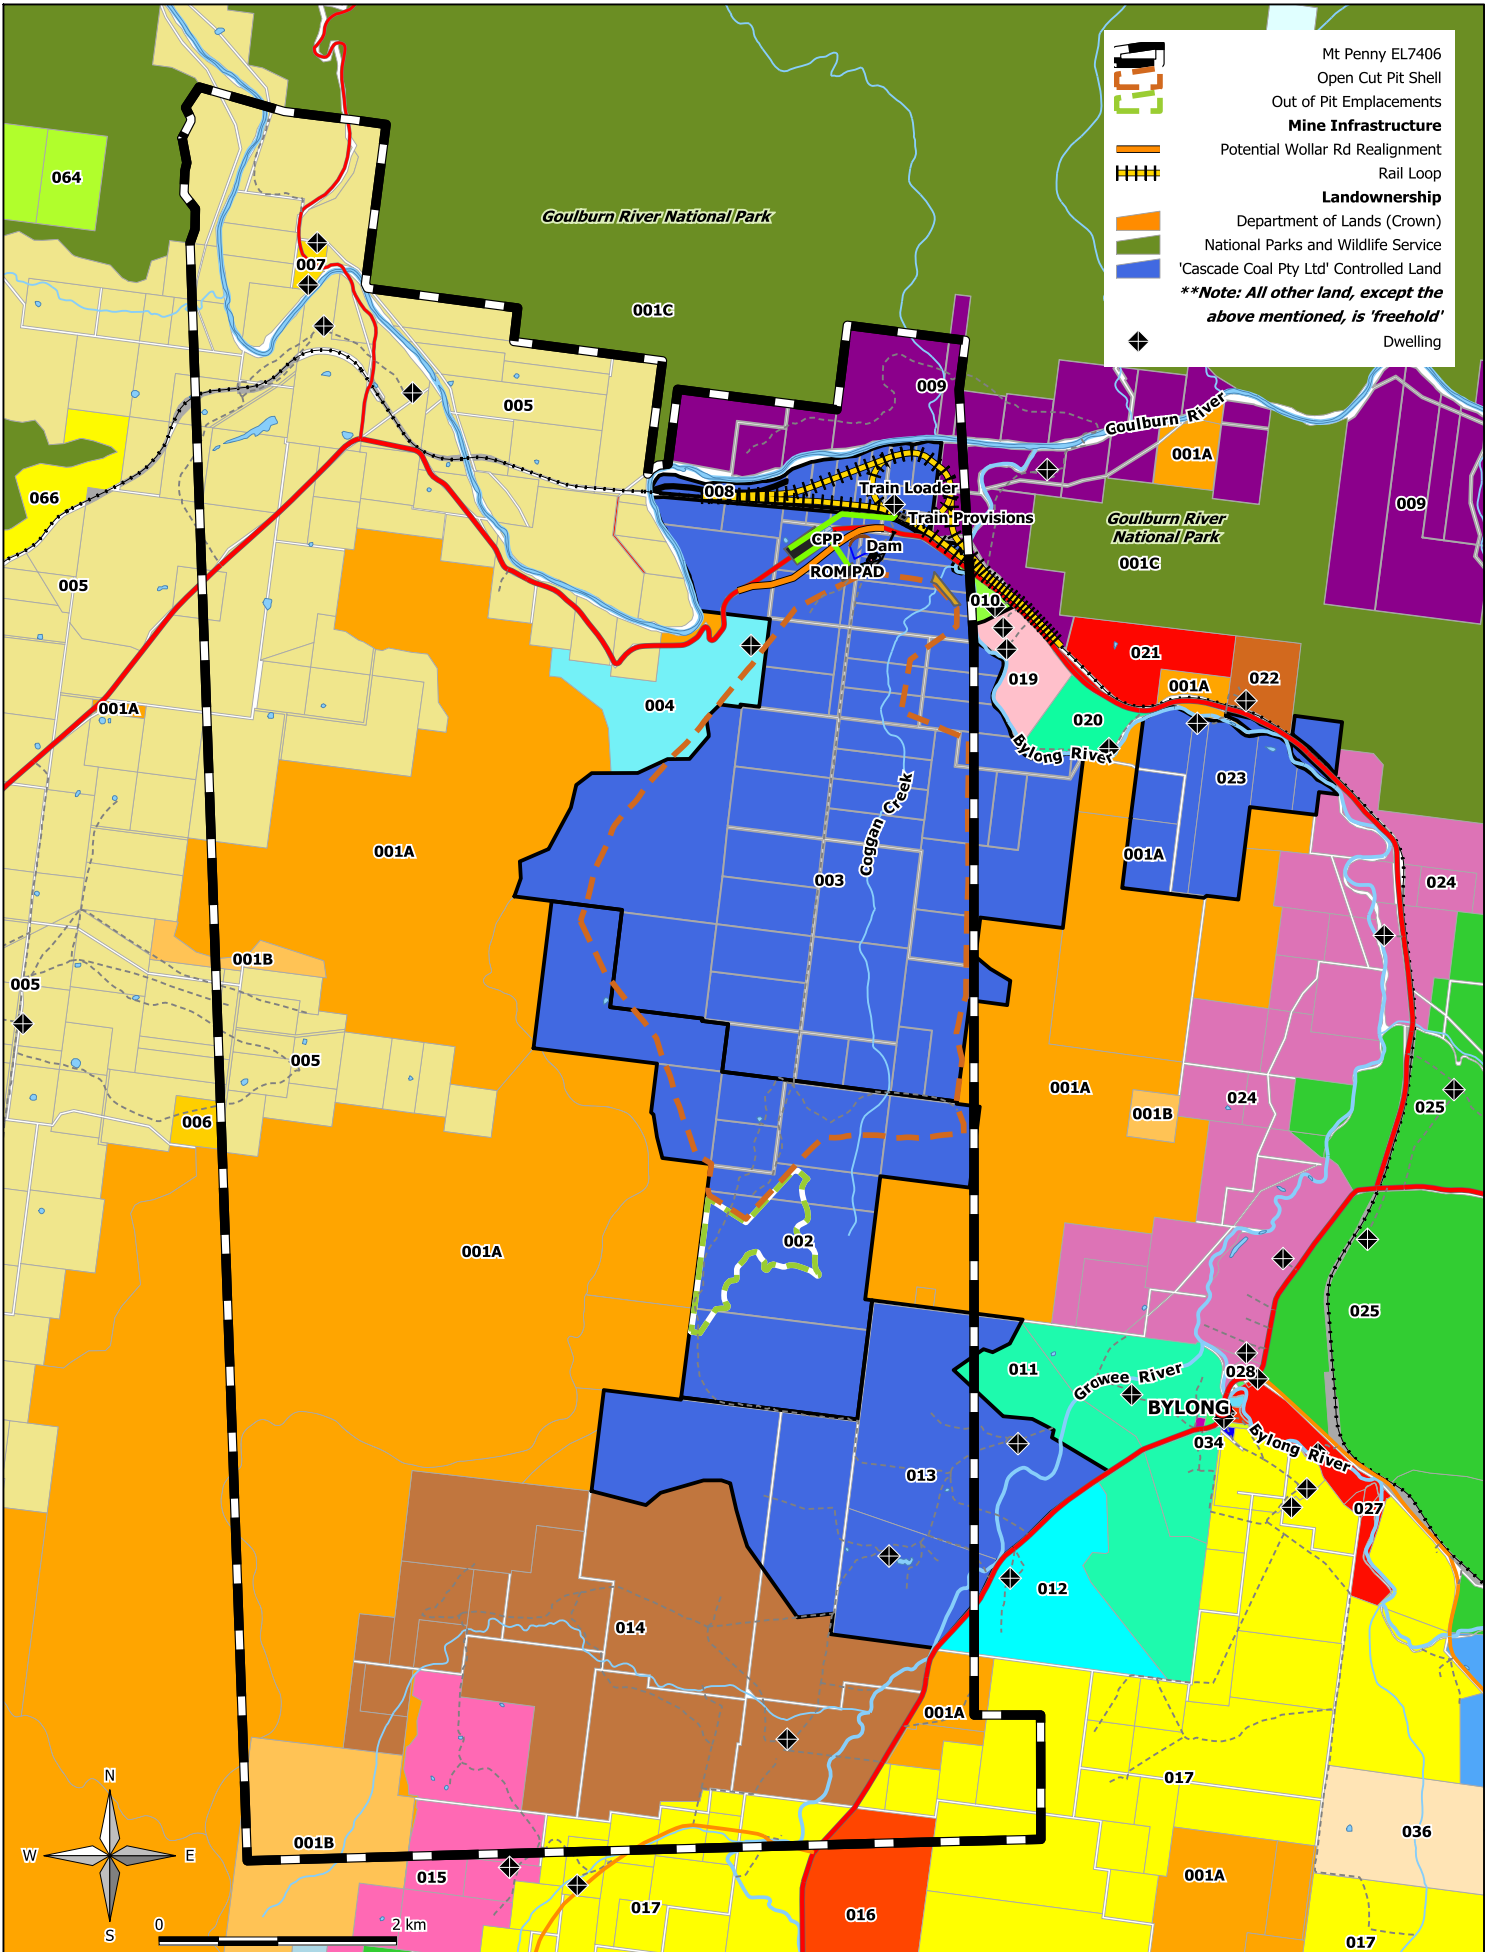 Mt Penny EL7406
Open Cut Pit Shell
Out of Pit Emplacements
Mine Infrastructure
Potential Wollar Rd Realignment
Rail Loop
Landownership
Department of Lands (Crown)
National Parks and Wildlife Service
'Cascade Coal Pty Ltd' Controlled Land
**Note: All other land, except the
above mentioned, is 'freehold'
Dwelling
064
Goulburn River National Park
007
001C
009
005
Goulburn River
001A
066
008
Train Loader
009
Train Provisions
Goulburn River
National Park
CPP
Dam
001C
ROM PAD
005
010
021
019
001A
022
004
001A
020
Bylong River
023
Coggan Creek
001A
001A
003
024
001B
005
005
001A
001B
024
025
006
001A
002
025
011
028
Growee River
BYLONG
034
Bylong River
013
027
012
014
001A
017
N
W
E
S
001B
036
015
001A
017
016
0
2 km
017